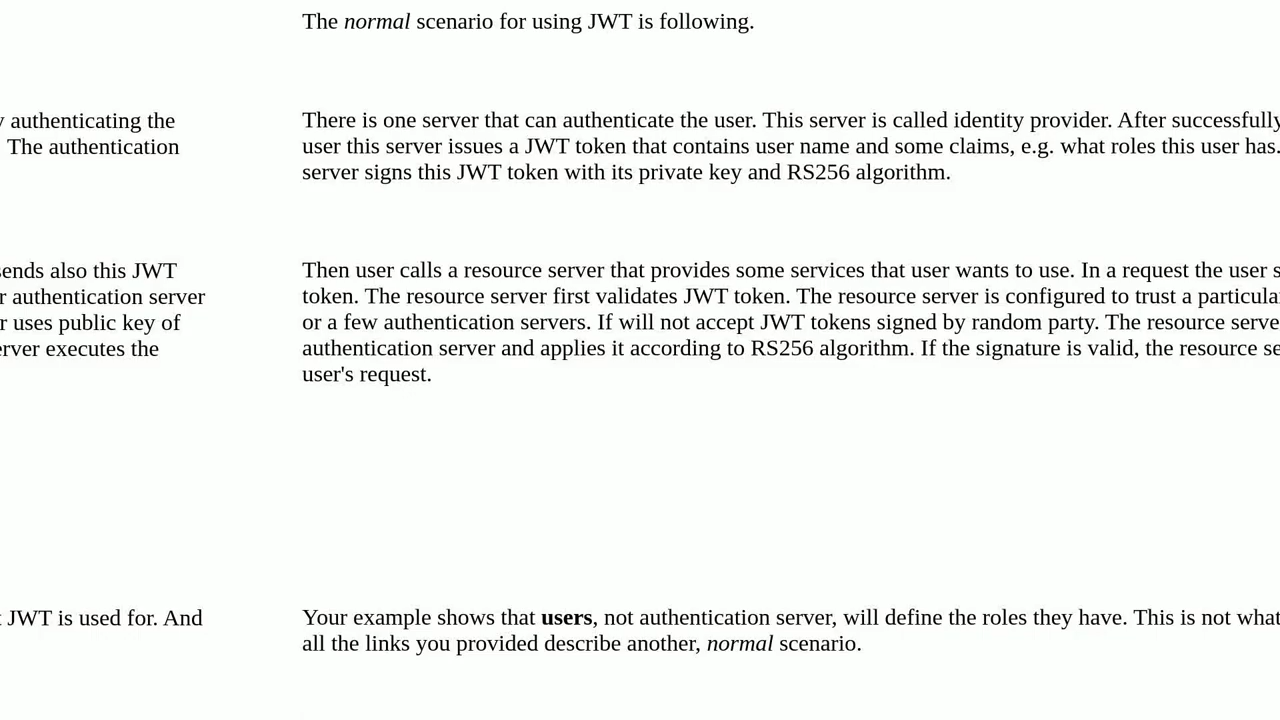 The normal scenario for using JWT is following.
authenticating the
The authentication
There is one server that can authenticate the user. This server is called identity provider. After successfully
user this server issues a JWT token that contains user name and some claims, e.g. what roles this user has.
server signs this JWT token with its private key and RS256 algorithm.
sends also this JWT
r authentication server
r uses public key of
erver executes the
Then user calls a resource server that provides some services that user wants to use. In a request the user s
token. The resource server first validates JWT token. The resource server is configured to trust a particular
or a few authentication servers. If will not accept JWT tokens signed by random party. The resource serve
authentication server and applies it according to RS256 algorithm. If the signature is valid, the resource se
user's request.
JWT is used for. And
Your example shows that users, not authentication server, will define the roles they have. This is not what
all the links you provided describe another, normal scenario.